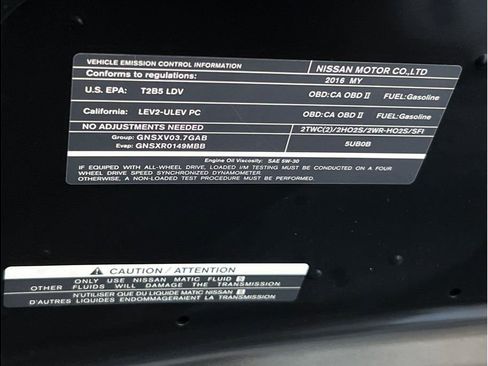 VEHICLE EMISSION CONTROL INFORMATION NISSAN MOTOR CO.,LTD
Conforms to regulations: 2016 MY
U.S. EPA: T2B5 LDV OBD:CA OBD II FUEL:Gasoline
California: LEV2-ULEV PC OBD:CA OBD II FUEL:Gasoline
NO ADJUSTMENTS NEEDED 2TWC(2)/2HO2S/2WR-HO2S/SFI
Group: GNSXV03.7GAB 5UB0B
Evap: GNSXR0149MBB
Engine Oil Viscosity: SAE 5W-30
IF EQUIPPED WITH ALL-WHEEL DRIVE, LOADED I/M TESTING MUST BE CONDUCTED ON A FOUR
WHEEL DRIVE SPEED SYNCHRONIZED DYNAMOMETER.
OTHERWISE, A NON-LOADED TEST PROCEDURE MUST BE CONDUCTED.
CAUTION / ATTENTION
ONLY USE NISSAN MATIC FLUID S
OTHER FLUIDS WILL DAMAGE THE TRANSMISSION
N'UTILISER QUE DU LIQUIDE MATIC NISSAN S
D'AUTRES LIQUIDES ENDOMMAGERAIENT LA TRANSMISSION